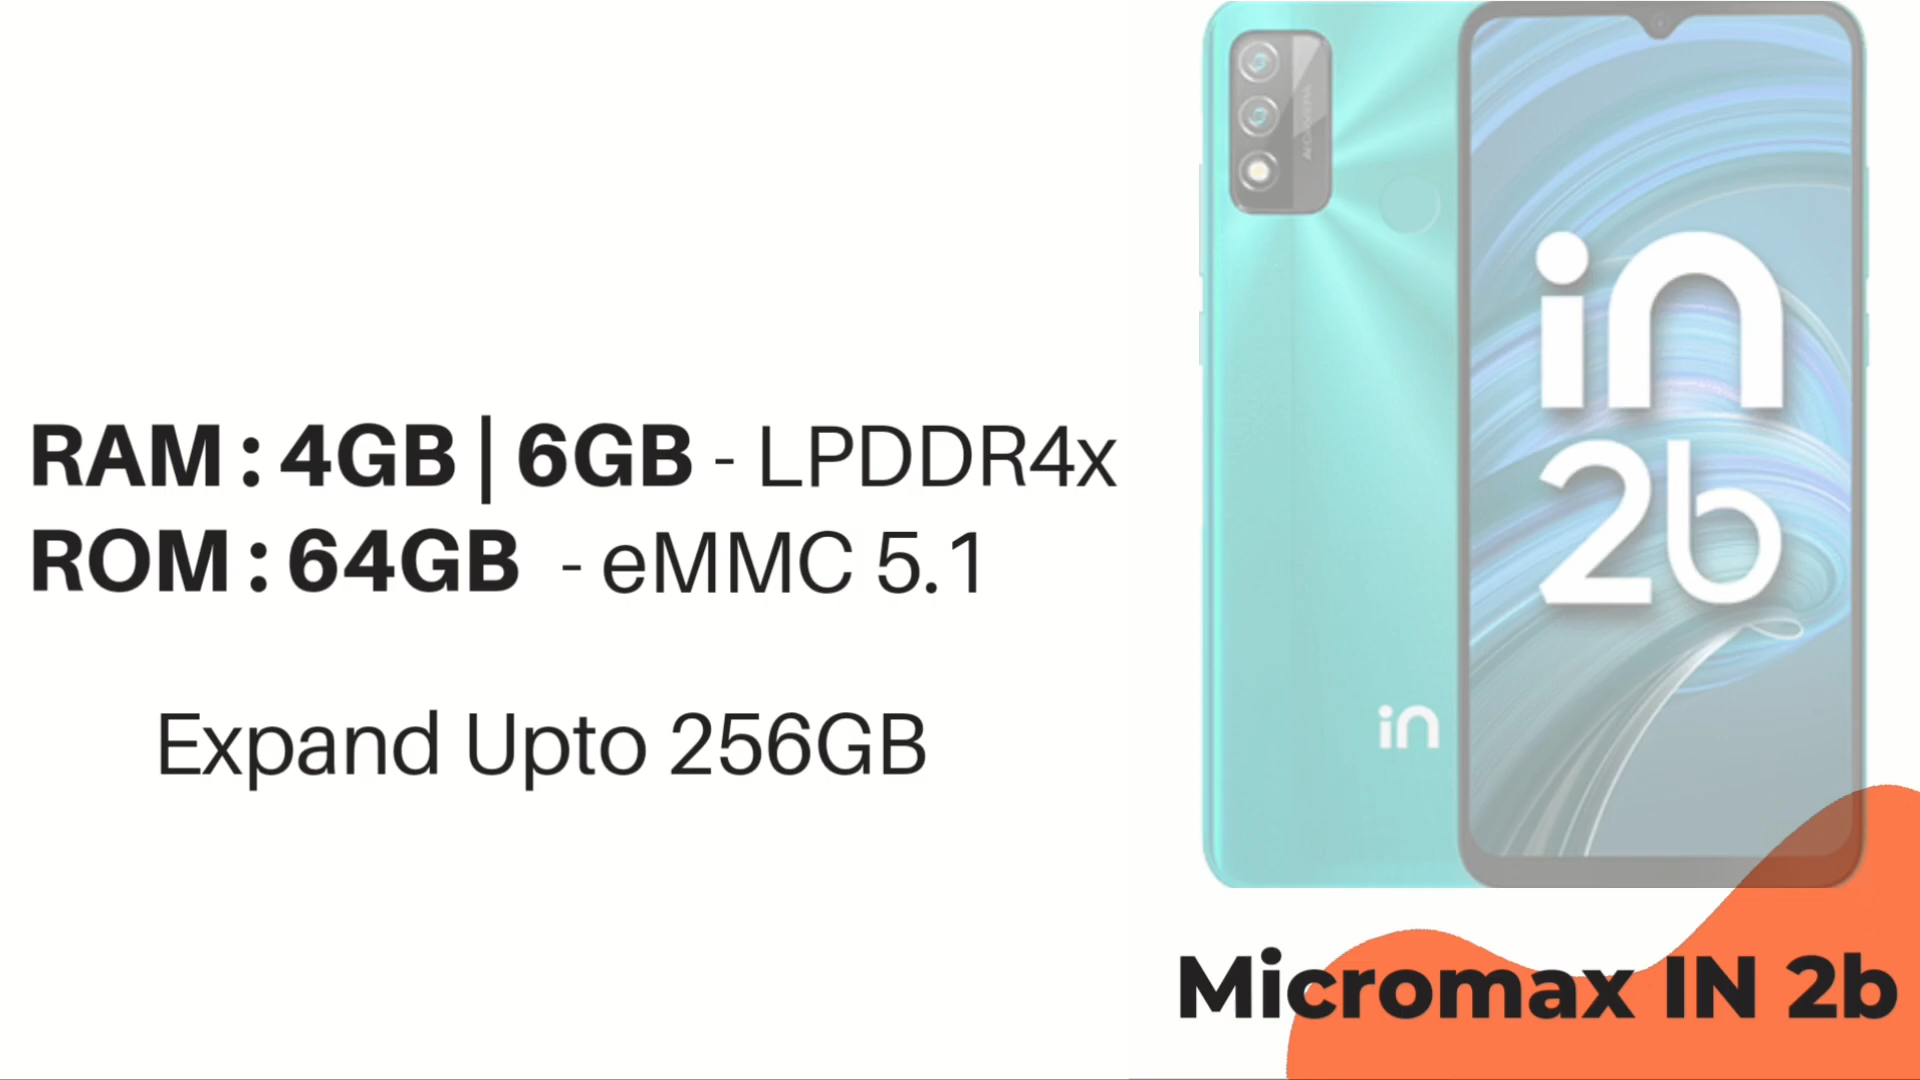 RAM : 4GB | 6GB - LPDDR4x
ROM : 64GB - eMMC 5.1
Expand Upto 256GB
in
2b
in
Micromax IN 2b